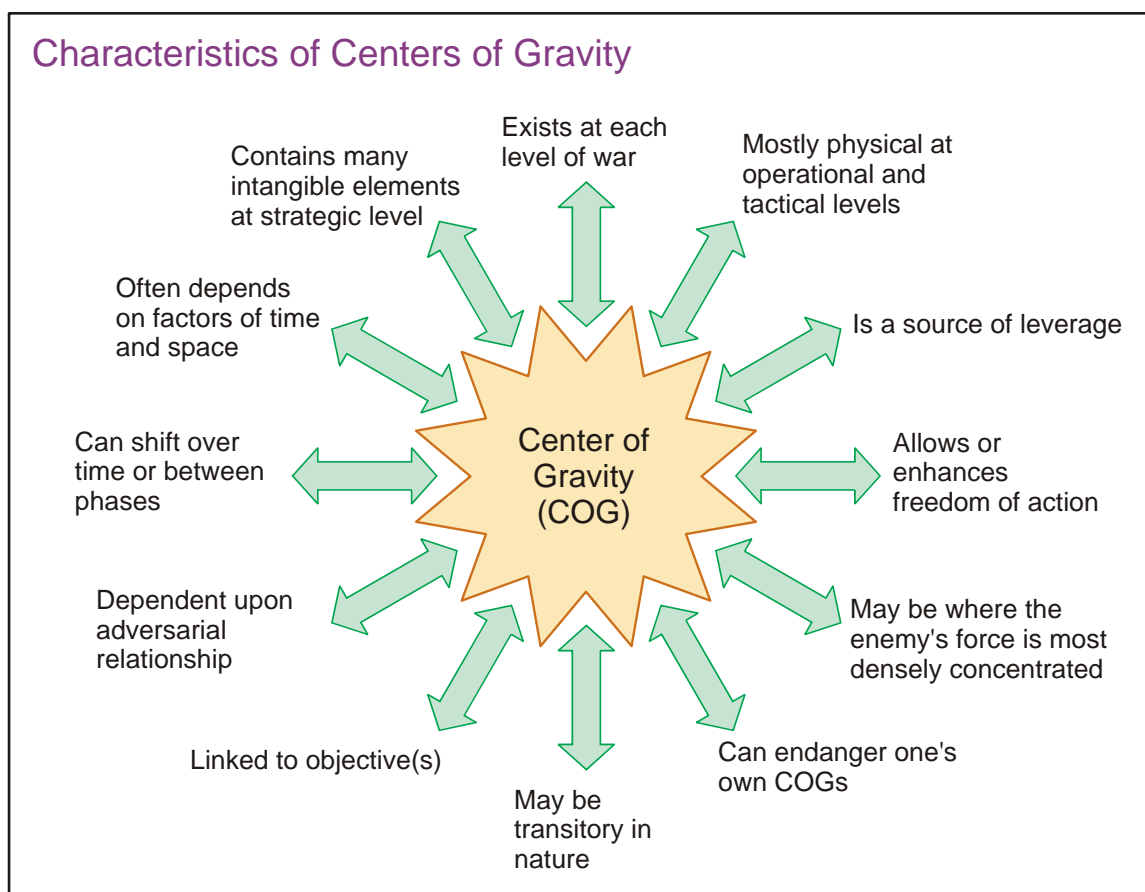 Characteristics of Centers of Gravity
Exists at each
level of war
Mostly physical at
operational and
tactical levels
Is a source of leverage
Allows or
enhances
freedom of action
May be where the
enemy's force is most
densely concentrated
Can endanger one's
own COGs
May be
transitory in
nature
Linked to objective(s)
Dependent upon
adversarial
relationship
Can shift over
time or between
phases
Often depends
on factors of time
and space
Contains many
intangible elements
at strategic level
Center of
Gravity
(COG)